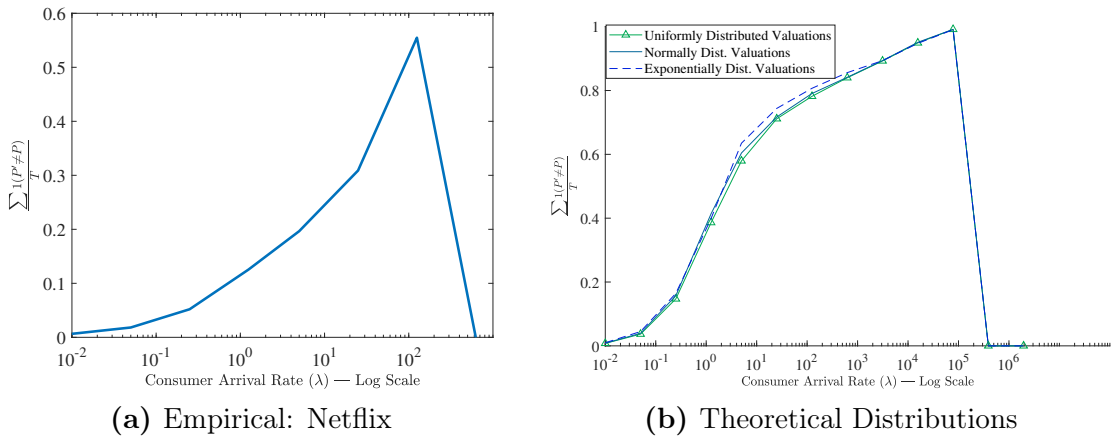 0.6
0.5
0.4
0.3
0.2
0.1
0
∑ 1(P′≠P) / T
10^-2 10^-1 10^0 10^1 10^2
Consumer Arrival Rate (λ) — Log Scale
(a) Empirical: Netflix
1
0.8
0.6
0.4
0.2
0
∑ 1(P′≠P) / T
Uniformly Distributed Valuations
Normally Dist. Valuations
Exponentially Dist. Valuations
10^-2 10^-1 10^0 10^1 10^2 10^3 10^4 10^5 10^6
Consumer Arrival Rate (λ) — Log Scale
(b) Theoretical Distributions